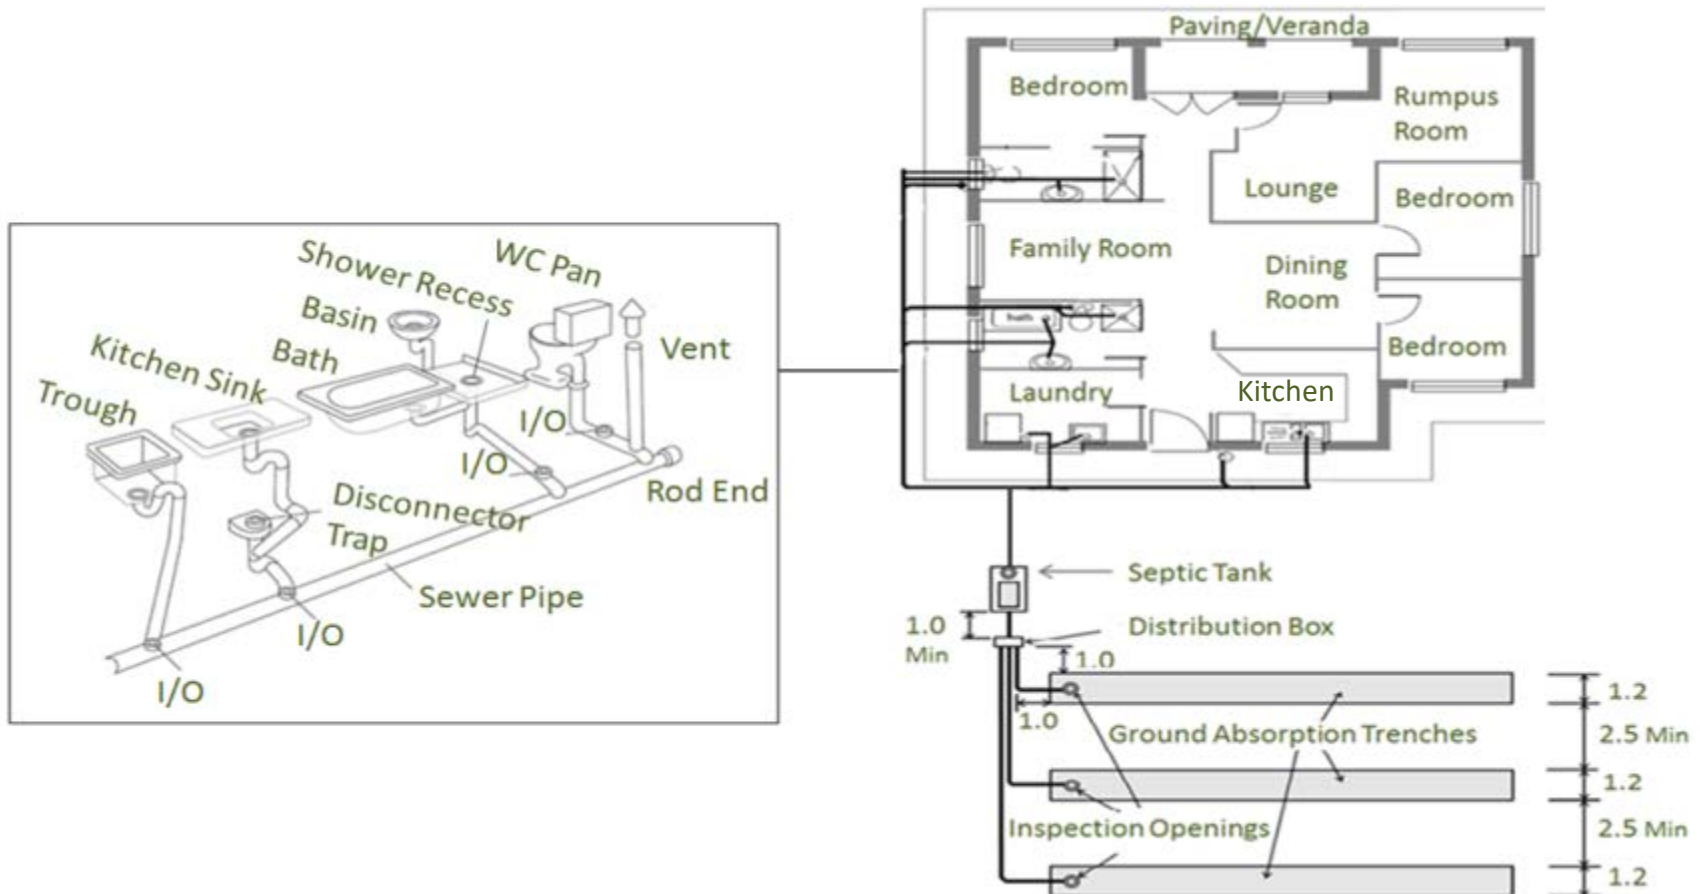 Shower Recess
WC Pan
Basin
Vent
Kitchen Sink
Bath
Trough
I/O
I/O
Disconnector
Trap
Rod End
Sewer Pipe
I/O
I/O
Paving/Veranda
Bedroom
Rumpus
Room
Lounge
Bedroom
Family Room
Dining
Room
bath
Bedroom
Laundry
Kitchen
Septic Tank
1.0
Min
Distribution Box
1.0
1.2
1.0
Ground Absorption Trenches
2.5 Min
1.2
Inspection Openings
2.5 Min
1.2